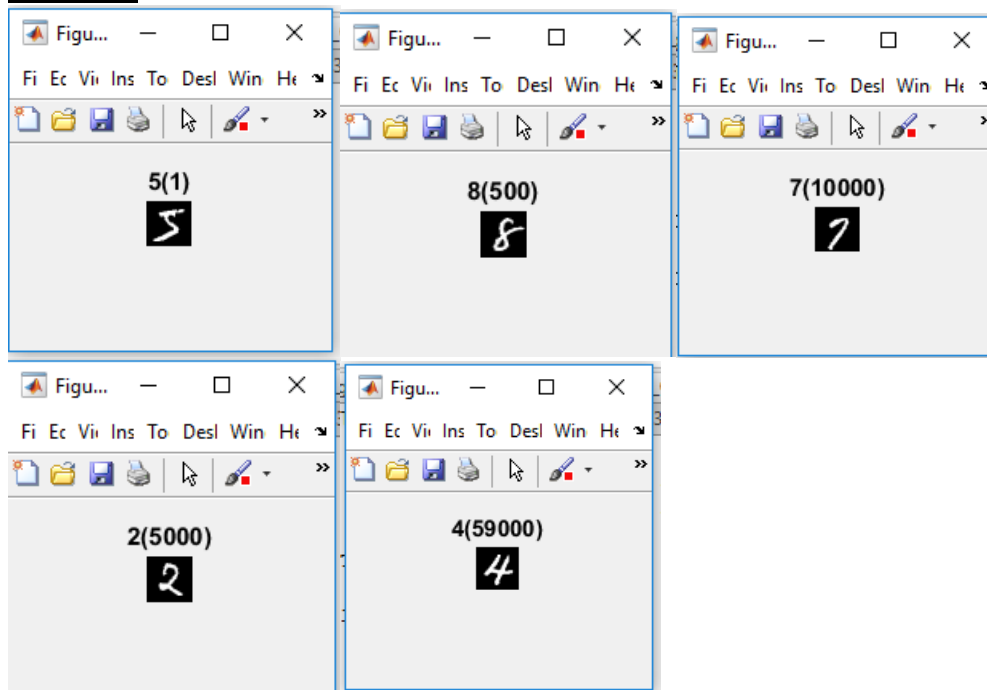 Figu...
Fi Ec Vi Ins To Desl Win He
5(1)
5
Figu...
Fi Ec Vi Ins To Desl Win He
8(500)
8
Figu...
Fi Ec Vi Ins To Desl Win He
7(10000)
7
Figu...
Fi Ec Vi Ins To Desl Win He
2(5000)
2
Figu...
Fi Ec Vi Ins To Desl Win He
4(59000)
4